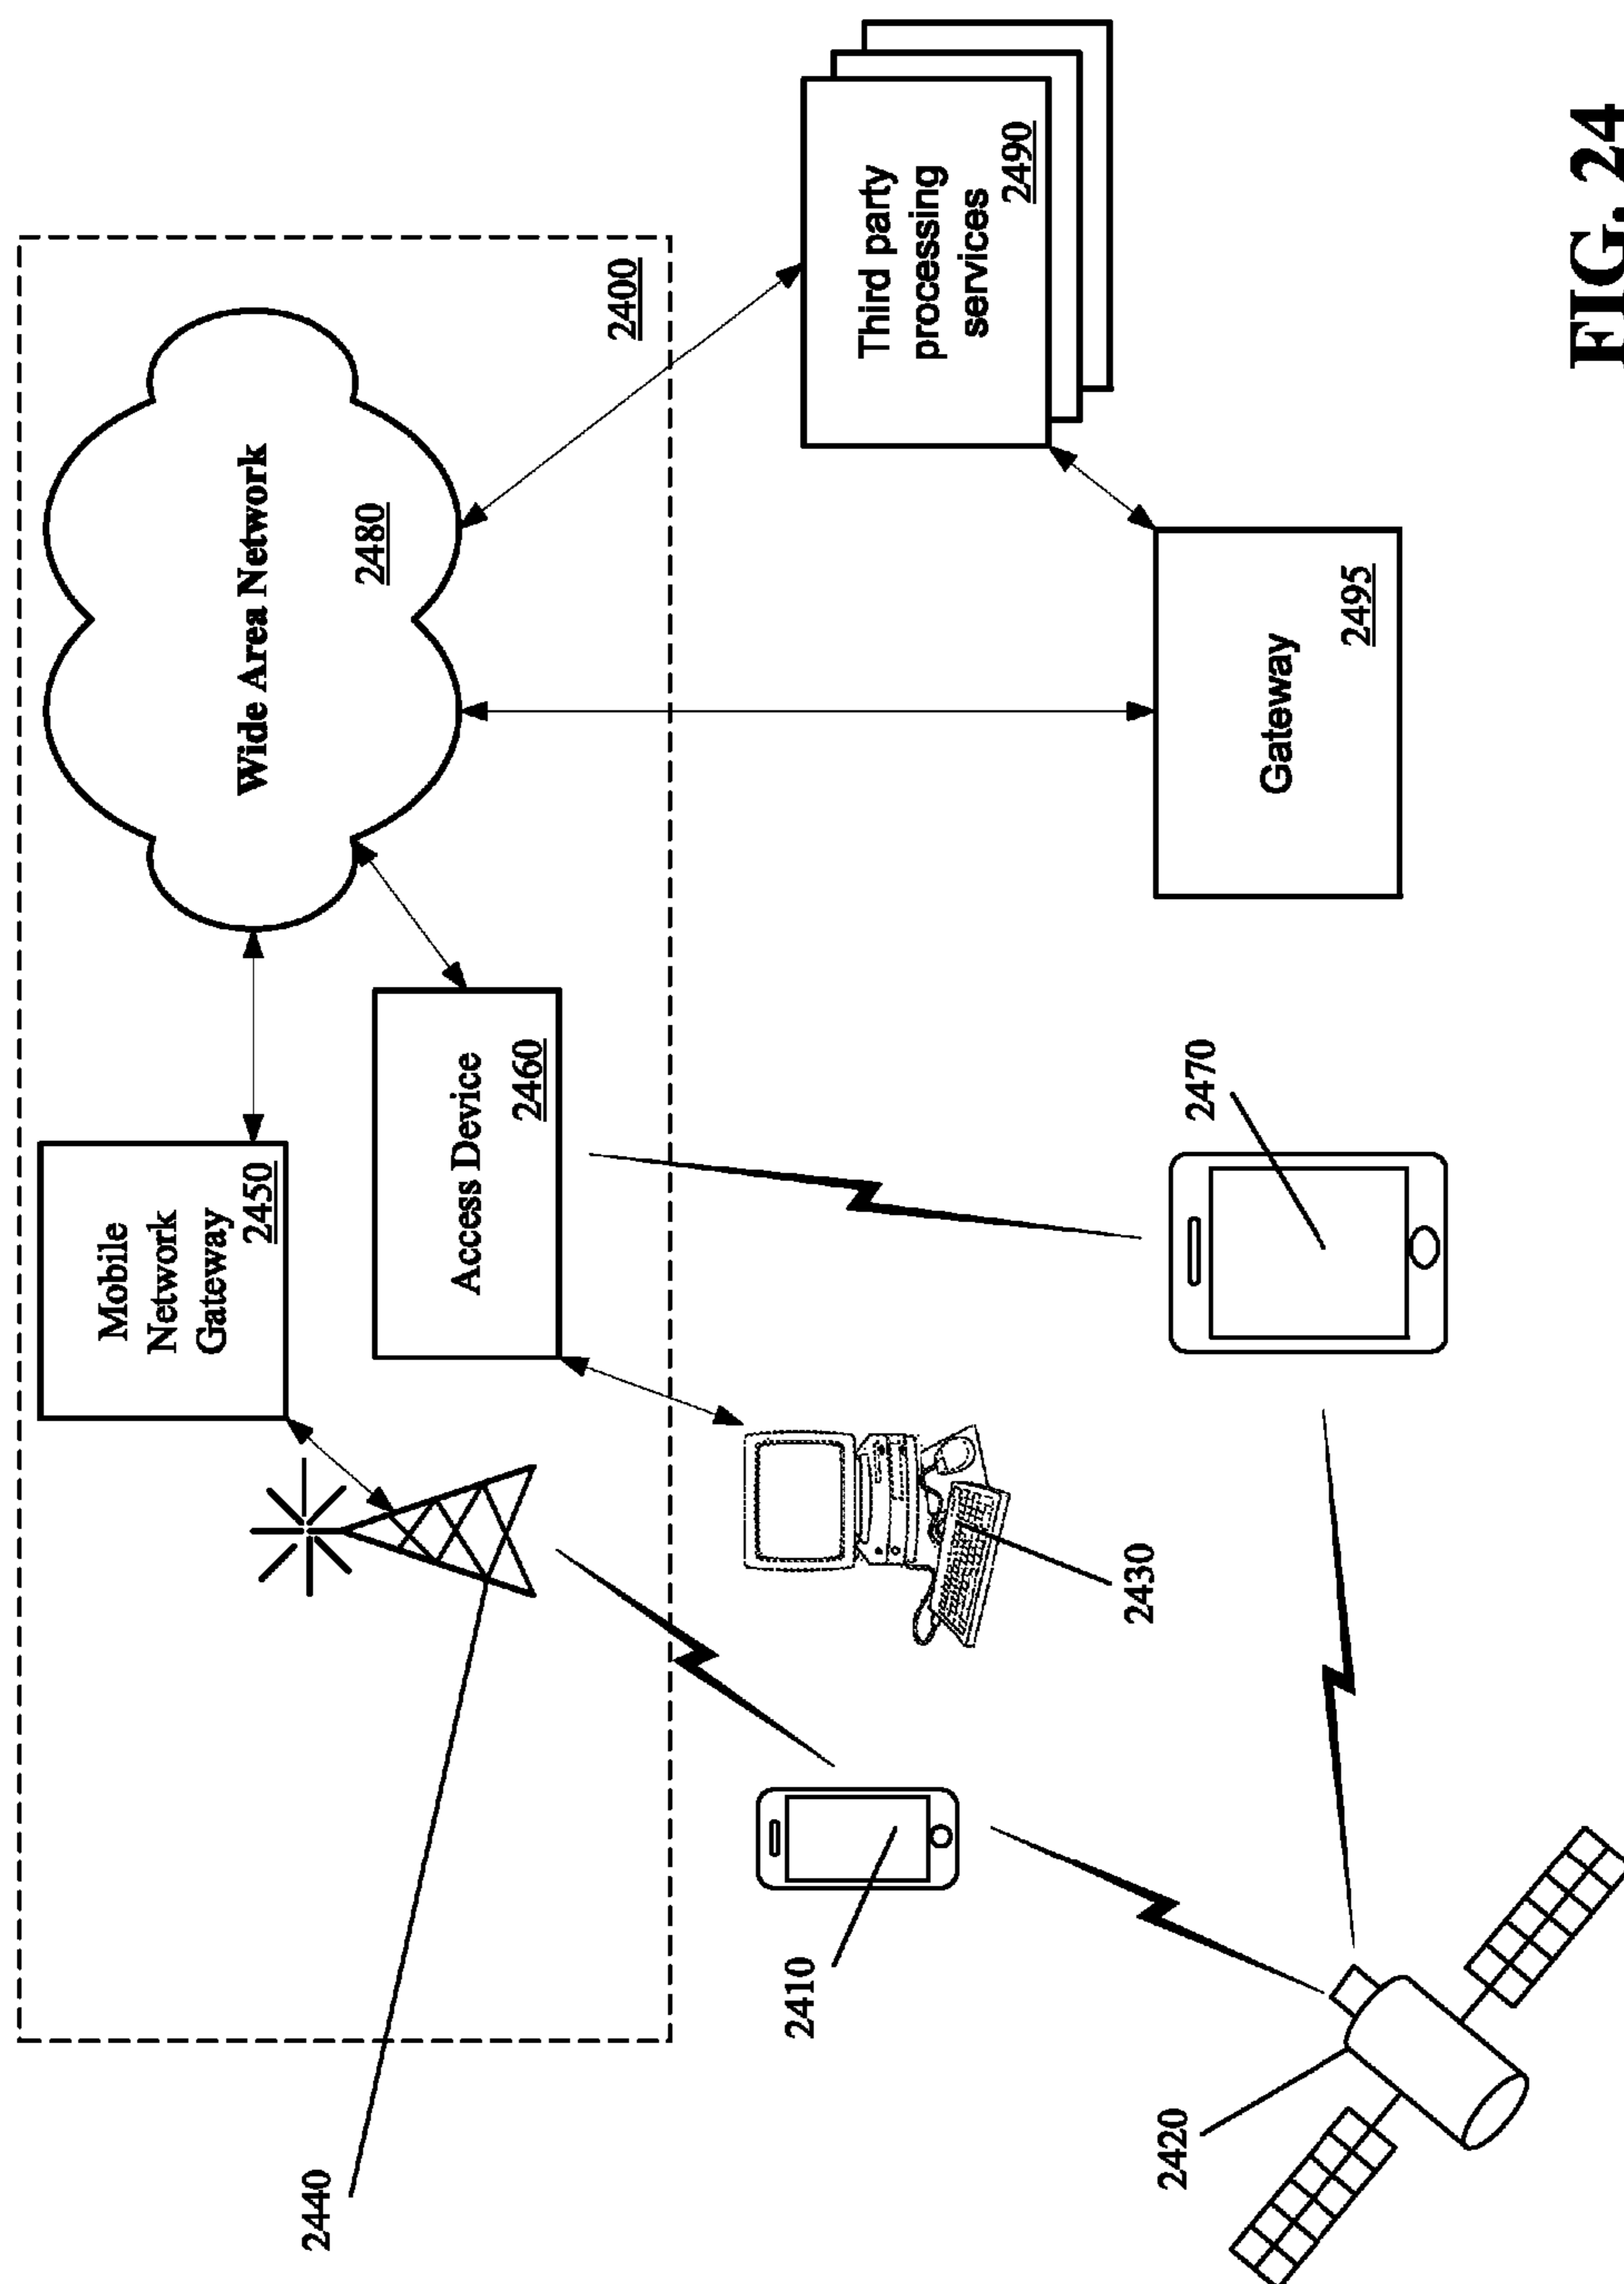 2440
Mobile
Network
Gateway
2450
Wide Area Network
2480
Access Device
2460
2400
2410
2430
Third party
processing
services
2490
2420
2470
Gateway
2495
FIG. 24